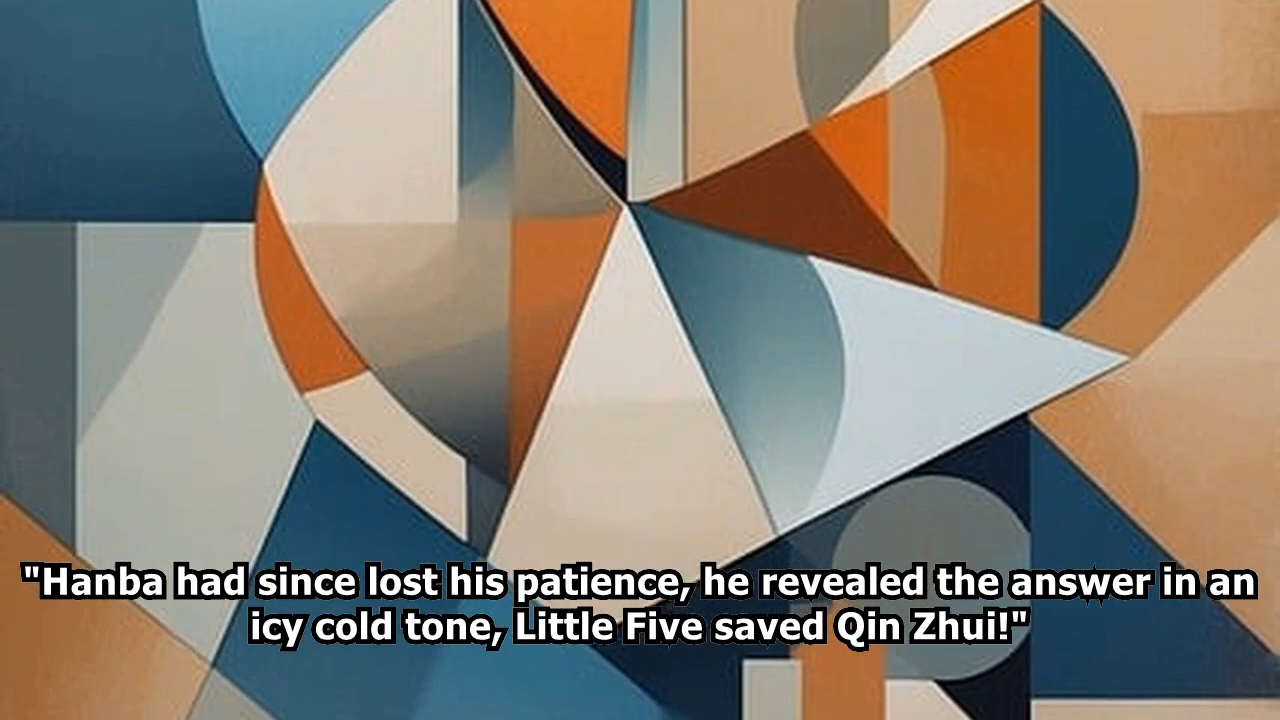 "Hanba had since lost his patience, he revealed the answer in an
icy cold tone, Little Five saved Qin Zhui!"